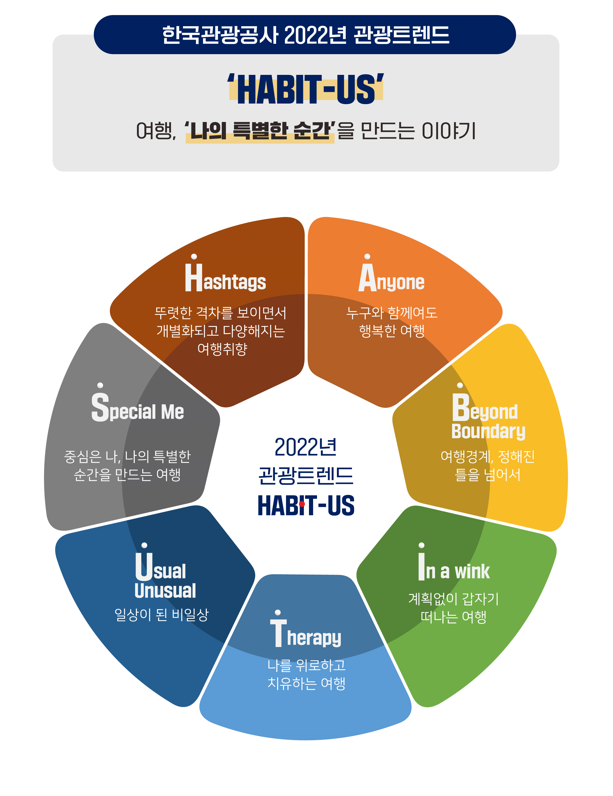 한국관광공사 2022년 관광트렌드
‘HABIT-US’
여행, ‘나의 특별한 순간’을 만드는 이야기
Hashtags
뚜렷한 격차를 보이면서
개별화되고 다양해지는
여행취향
Anyone
누구와 함께여도
행복한 여행
Beyond
Boundary
여행경계, 정해진
틀을 넘어서
In a wink
계획없이 갑자기
떠나는 여행
Therapy
나를 위로하고
치유하는 여행
Usual
Unusual
일상이 된 비일상
Special Me
중심은 나, 나의 특별한
순간을 만드는 여행
2022년
관광트렌드
HABIT-US